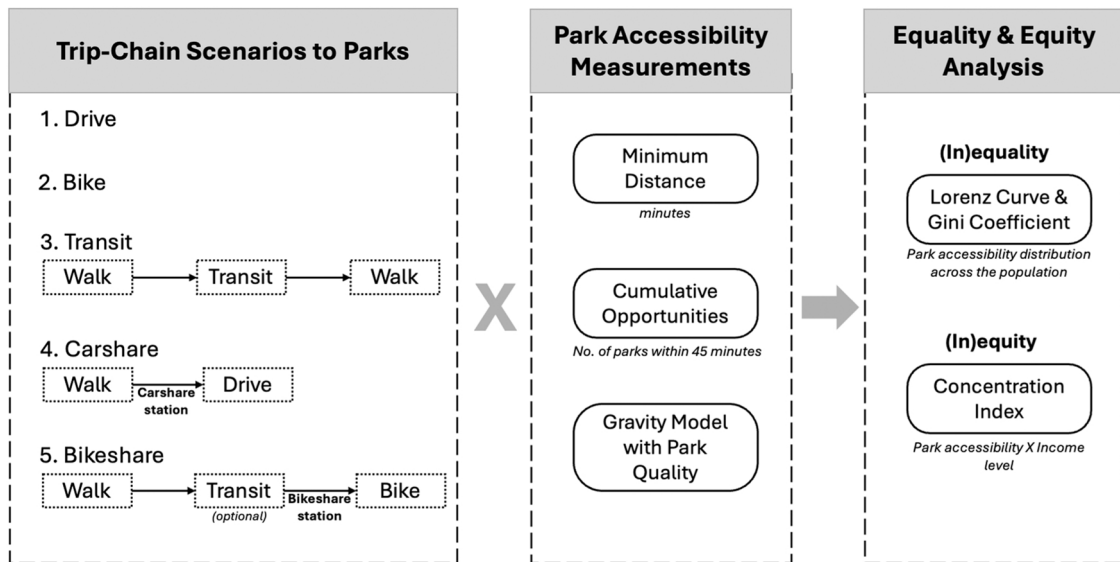 Trip-Chain Scenarios to Parks
1. Drive
2. Bike
3. Transit
Walk
Transit
Walk
4. Carshare
Walk
Carshare
station
Drive
5. Bikeshare
Walk
Transit
(optional)
Bikeshare
station
Bike
X
Park Accessibility
Measurements
Minimum
Distance
minutes
Cumulative
Opportunities
No. of parks within 45 minutes
Gravity Model
with Park
Quality
Equality & Equity
Analysis
(In)equality
Lorenz Curve &
Gini Coefficient
Park accessibility distribution
across the population
(In)equity
Concentration
Index
Park accessibility X Income
level